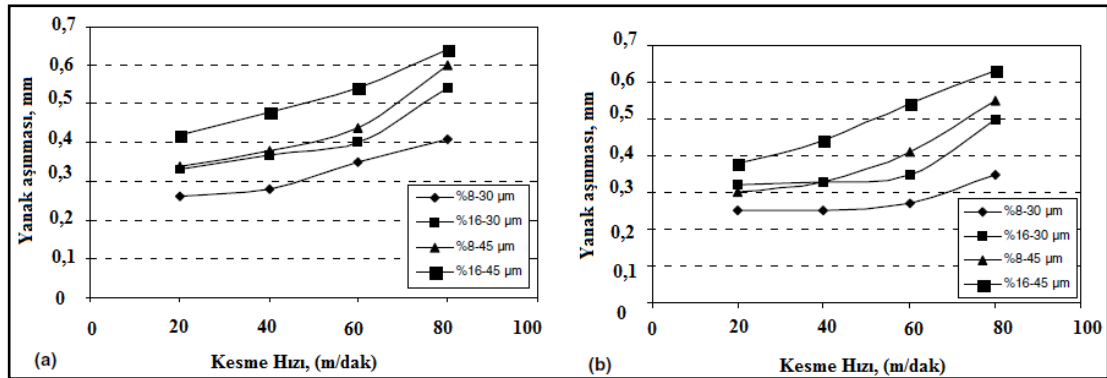 0,7
0,6
0,5
0,4
0,3
0,2
0,1
0
Yanak aşınması, mm
0 20 40 60 80 100
Kesme Hızı, (m/dak)
%8-30 µm
%16-30 µm
%8-45 µm
%16-45 µm
(a)
0,7
0,6
0,5
0,4
0,3
0,2
0,1
0
Yanak aşınması, mm
0 20 40 60 80 100
Kesme Hızı, (m/dak)
%8-30 µm
%16-30 µm
%8-45 µm
%16-45 µm
(b)